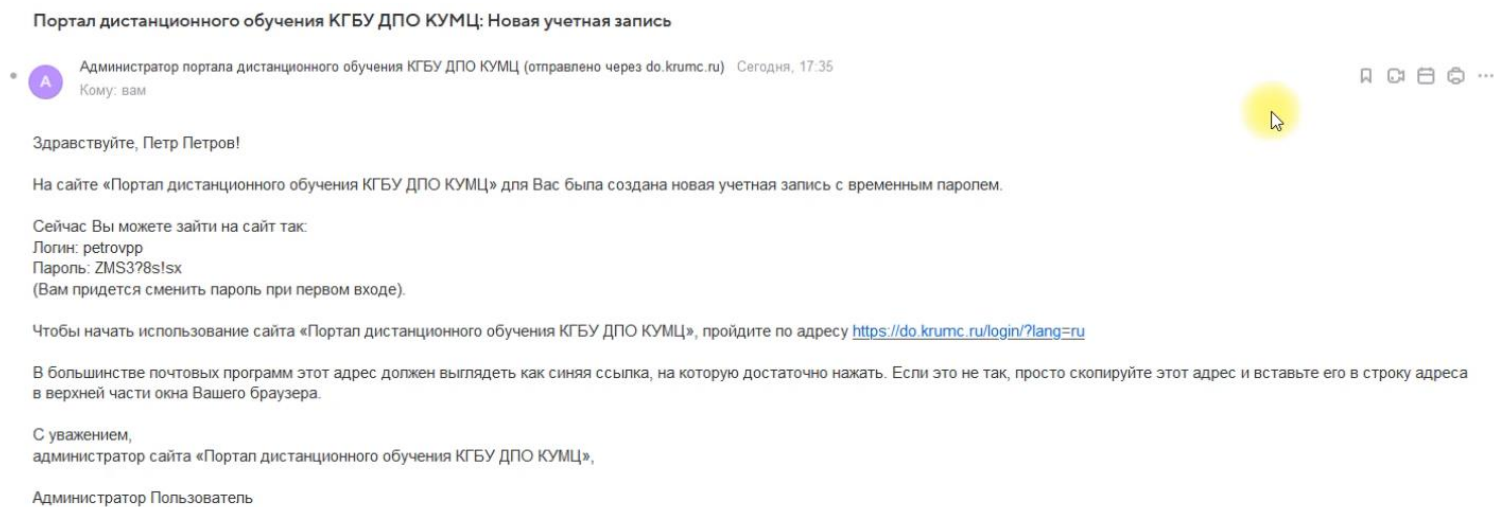 Портал дистанционного обучения КГБУ ДПО КУМЦ: Новая учетная запись
А
Администратор портала дистанционного обучения КГБУ ДПО КУМЦ (отправлено через do.krumc.ru) Сегодня, 17:35
Кому: вам
Здравствуйте, Петр Петров!
На сайте «Портал дистанционного обучения КГБУ ДПО КУМЦ» для Вас была создана новая учетная запись с временным паролем.
Сейчас Вы можете зайти на сайт так:
Логин: petrovpp
Пароль: ZMS3?8s!sx
(Вам придется сменить пароль при первом входе).
Чтобы начать использование сайта «Портал дистанционного обучения КГБУ ДПО КУМЦ», пройдите по адресу https://do.krumc.ru/login/?lang=ru
В большинстве почтовых программ этот адрес должен выглядеть как синяя ссылка, на которую достаточно нажать. Если это не так, просто скопируйте этот адрес и вставьте его в строку адреса
в верхней части окна Вашего браузера.
С уважением,
администратор сайта «Портал дистанционного обучения КГБУ ДПО КУМЦ»,
Администратор Пользователь